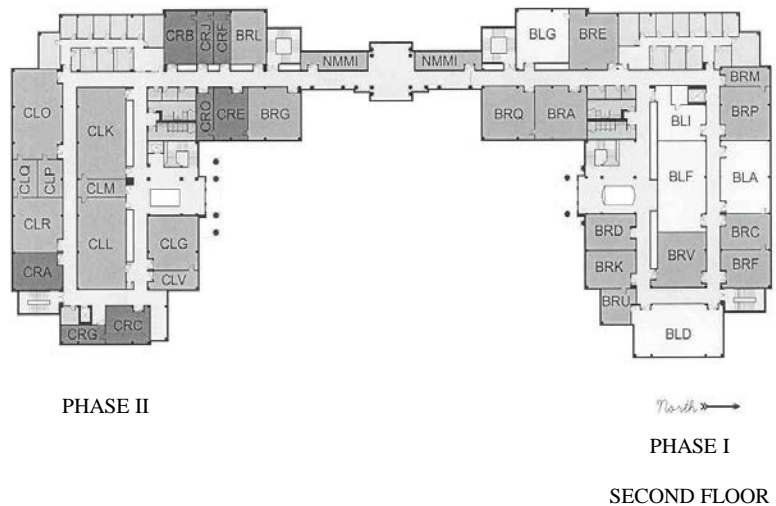 CRB CRJ CRF BRL NMMI NMMI BLG BRE
CLO CLK CRO CRE BRG BRQ BRA BLI BRM BRP
CLQ CLP CLM BLF BLA
CLR CLL CLG BRD BRC
CRA CLV BRK BRV BRF
BRU
CRG CRC BLD
PHASE II
North
PHASE I
SECOND FLOOR